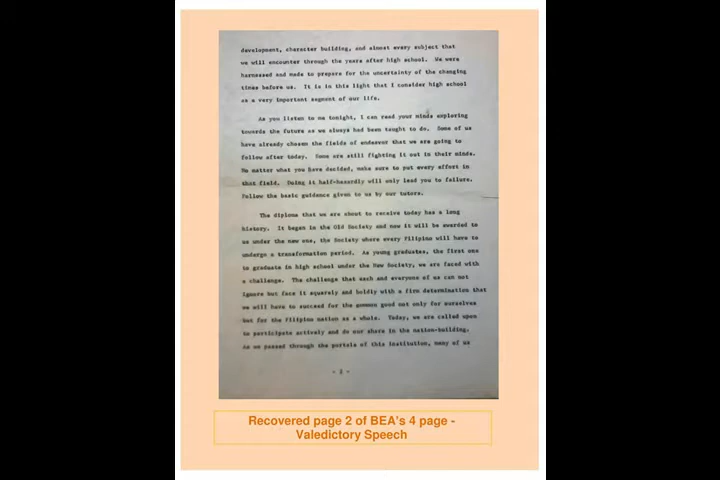 development, character building, and almost every subject that
we will encounter through the years after high school. We were
harnessed and made to prepare for the uncertainty of the changing
times before us. It is in this light that I consider high school
as a very important segment of our life.
As you listen to me tonight, I can read your minds exploring
towards the future as we always had been taught to do. Some of us
have already chosen the fields of endeavor that we are going to
follow after today. Some are still fighting it out in their minds.
No matter what you have decided, make sure to put every effort in
that field. Doing it half-hazardly will only lead you to failure.
Follow the basic guidance given to us by our tutors.
The diploma that we are about to receive today has a long
history. It began in the Old Society and now it will be awarded to
us under the new one, the Society where every Filipino will have to
undergo a transformation period. As young graduates, the first one
to graduate in high school under the New Society, we are faced with
a challenge. The challenge that each and everyone of us can not
ignore but face it squarely and boldly with a firm determination that
we will have to succeed for the common good not only for ourselves
but for the Filipino nation as a whole. Today, we are called upon
to participate actively and do our share in the nation-building.
As we passed through the portals of this institution, many of us
- 2 -
Recovered page 2 of BEA's 4 page -
Valedictory Speech